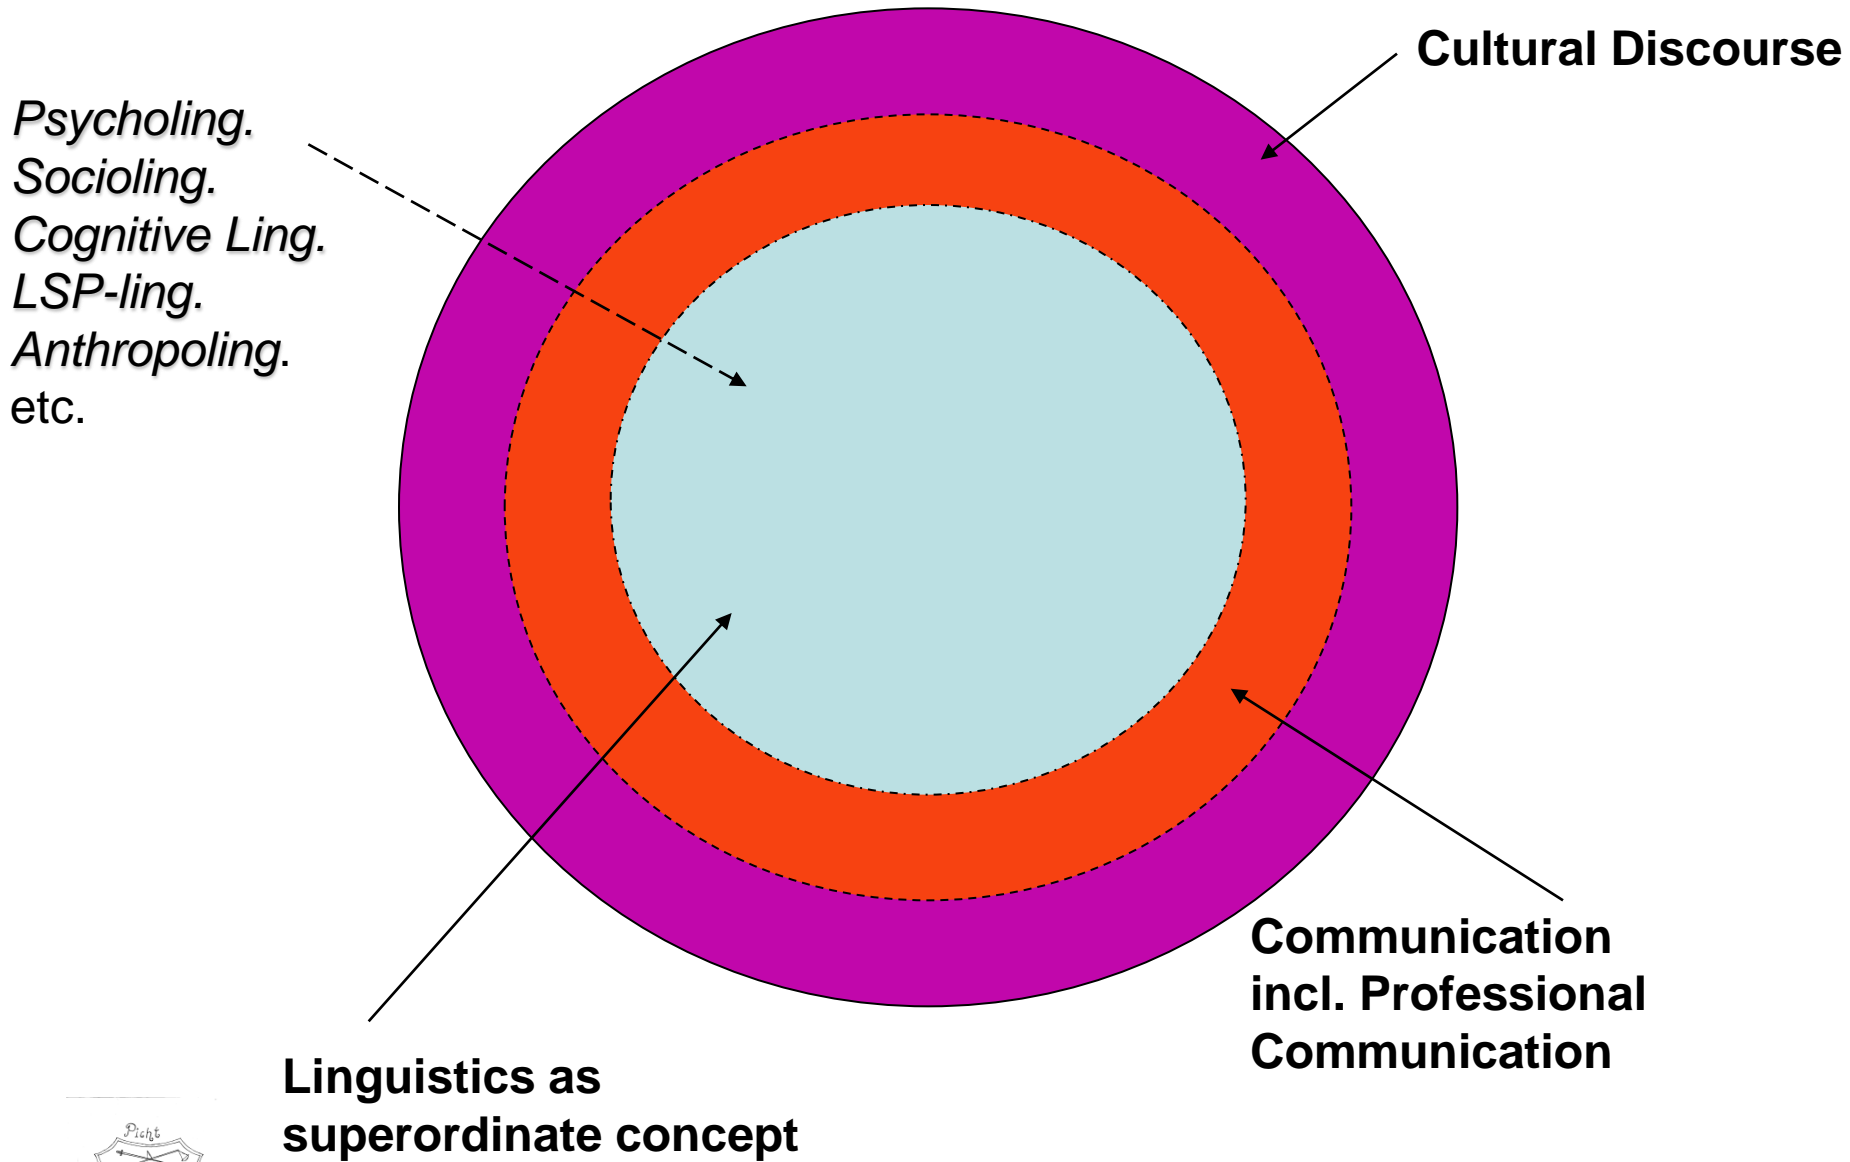 Cultural Discourse
Psycholing.
Socioling.
Cognitive Ling.
LSP-ling.
Anthropoling.
etc.
Communication
incl. Professional
Communication
Linguistics as
superordinate concept
Picht